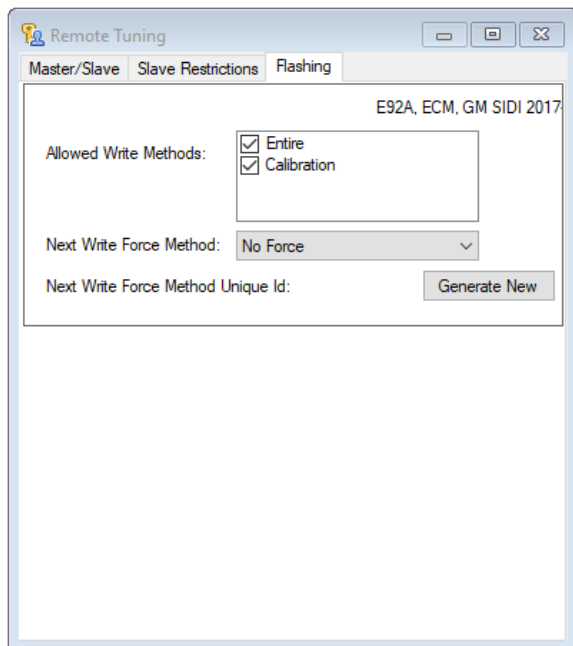 Remote Tuning
Master/Slave Slave Restrictions Flashing
E92A, ECM, GM SIDI 2017-
Allowed Write Methods:
Entire
Calibration
Next Write Force Method: No Force
Next Write Force Method Unique Id: Generate New